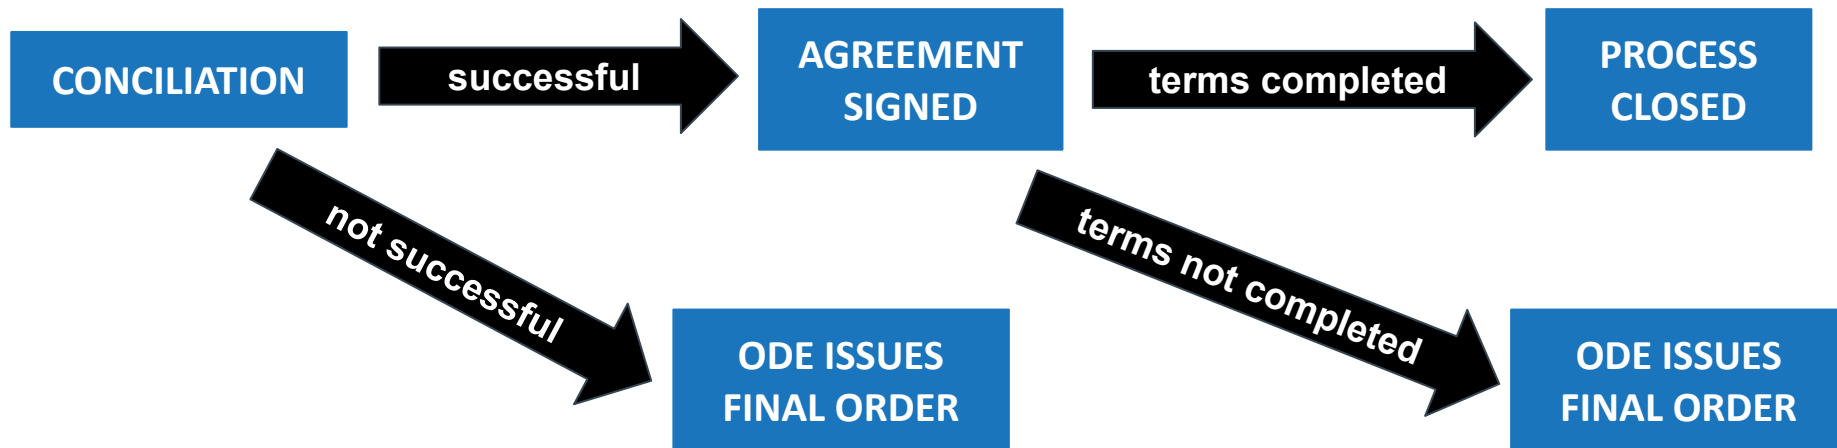 CONCILIATION
successful
AGREEMENT
SIGNED
terms completed
PROCESS
CLOSED
not successful
terms not completed
ODE ISSUES
FINAL ORDER
ODE ISSUES
FINAL ORDER